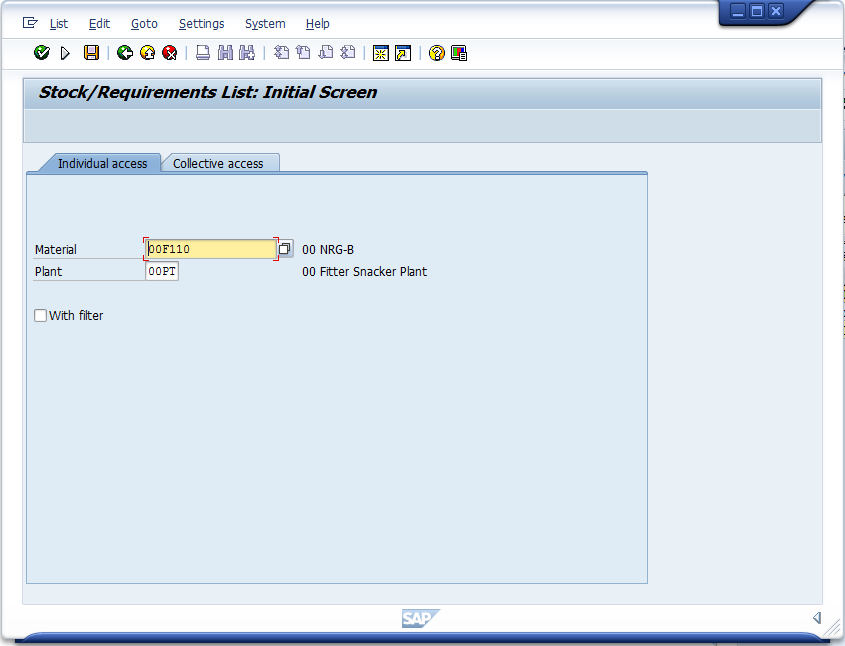 List Edit Goto Settings System Help
Stock/Requirements List: Initial Screen
Individual access Collective access
Material 00F110 00 NRG-B
Plant 00PT 00 Fitter Snacker Plant
With filter
SAP